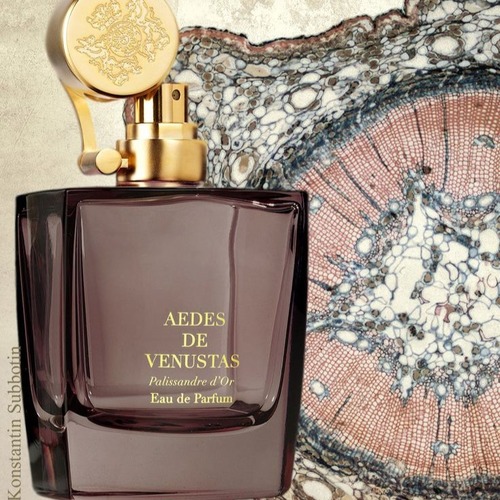 AEDES
DE
VENUSTAS
Palissandre d'Or
Eau de Parfum
Konstantin Subbotin